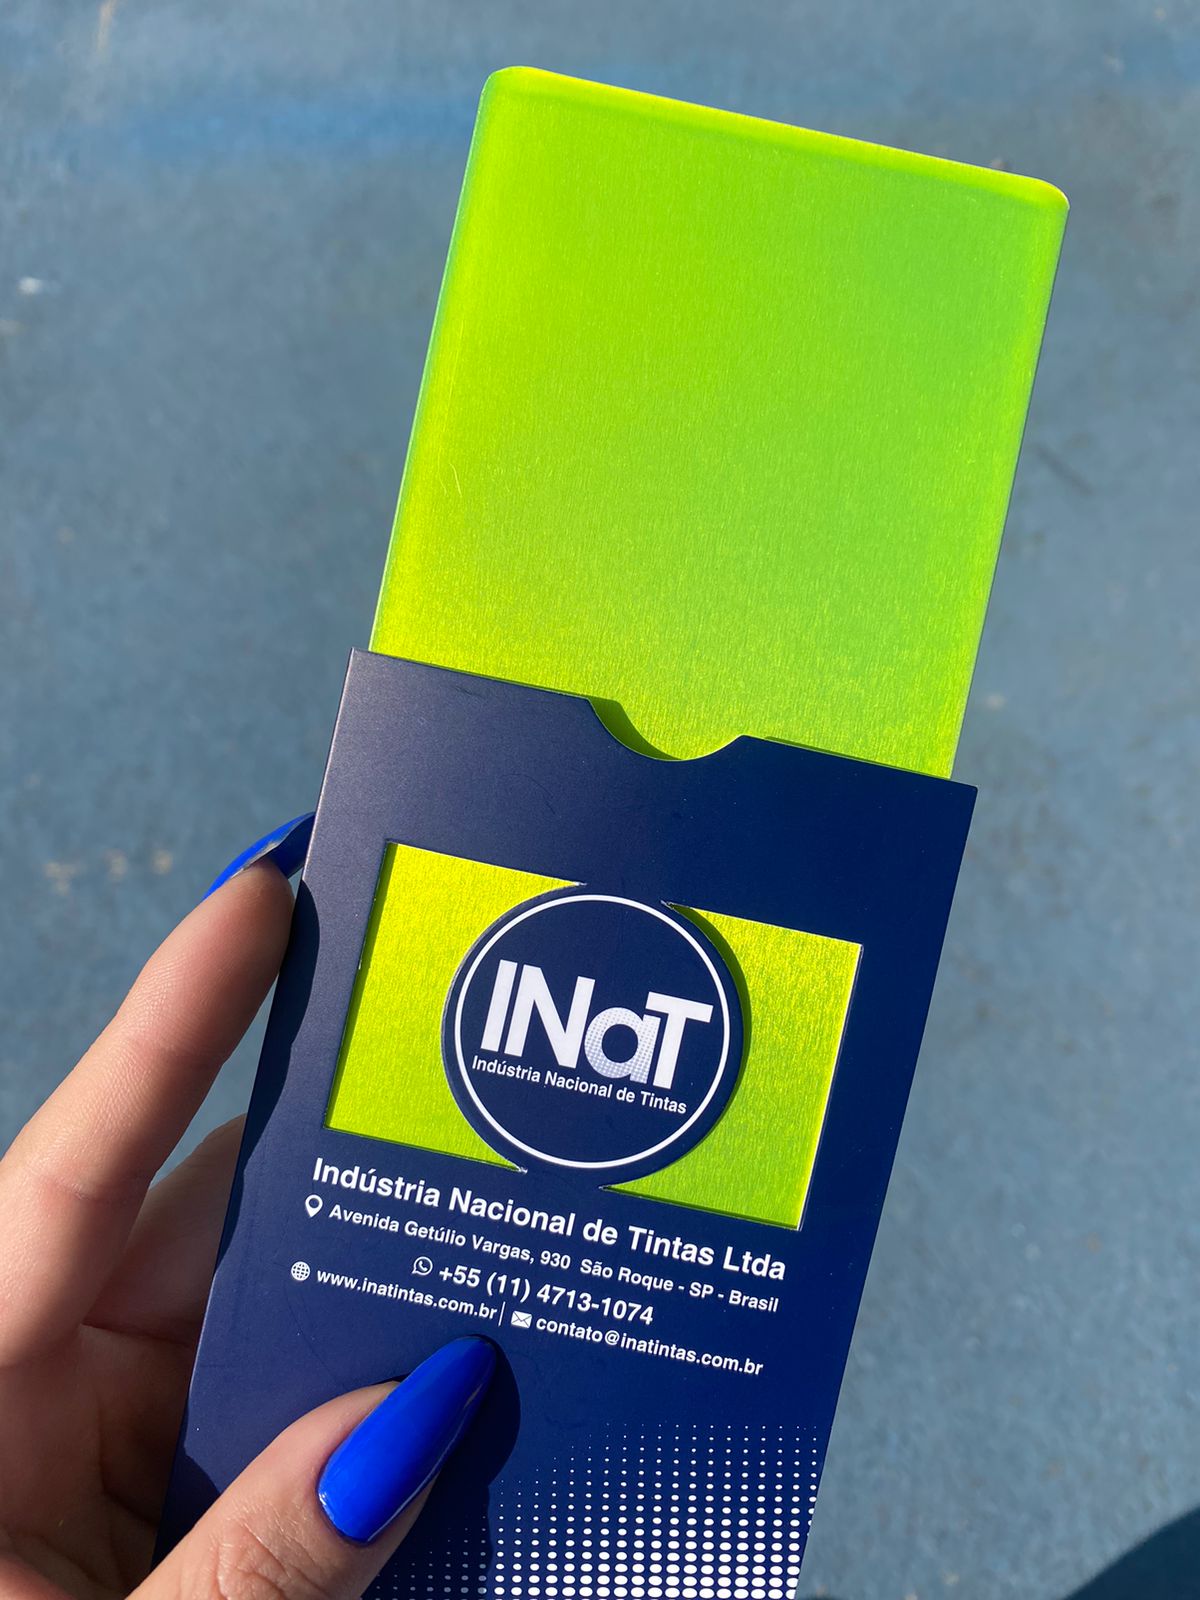 INaT
Indústria Nacional de Tintas
Indústria Nacional de Tintas Ltda
Avenida Getúlio Vargas, 930 São Roque - SP - Brasil
+55 (11) 4713-1074
www.inatintas.com.br | contato@inatintas.com.br